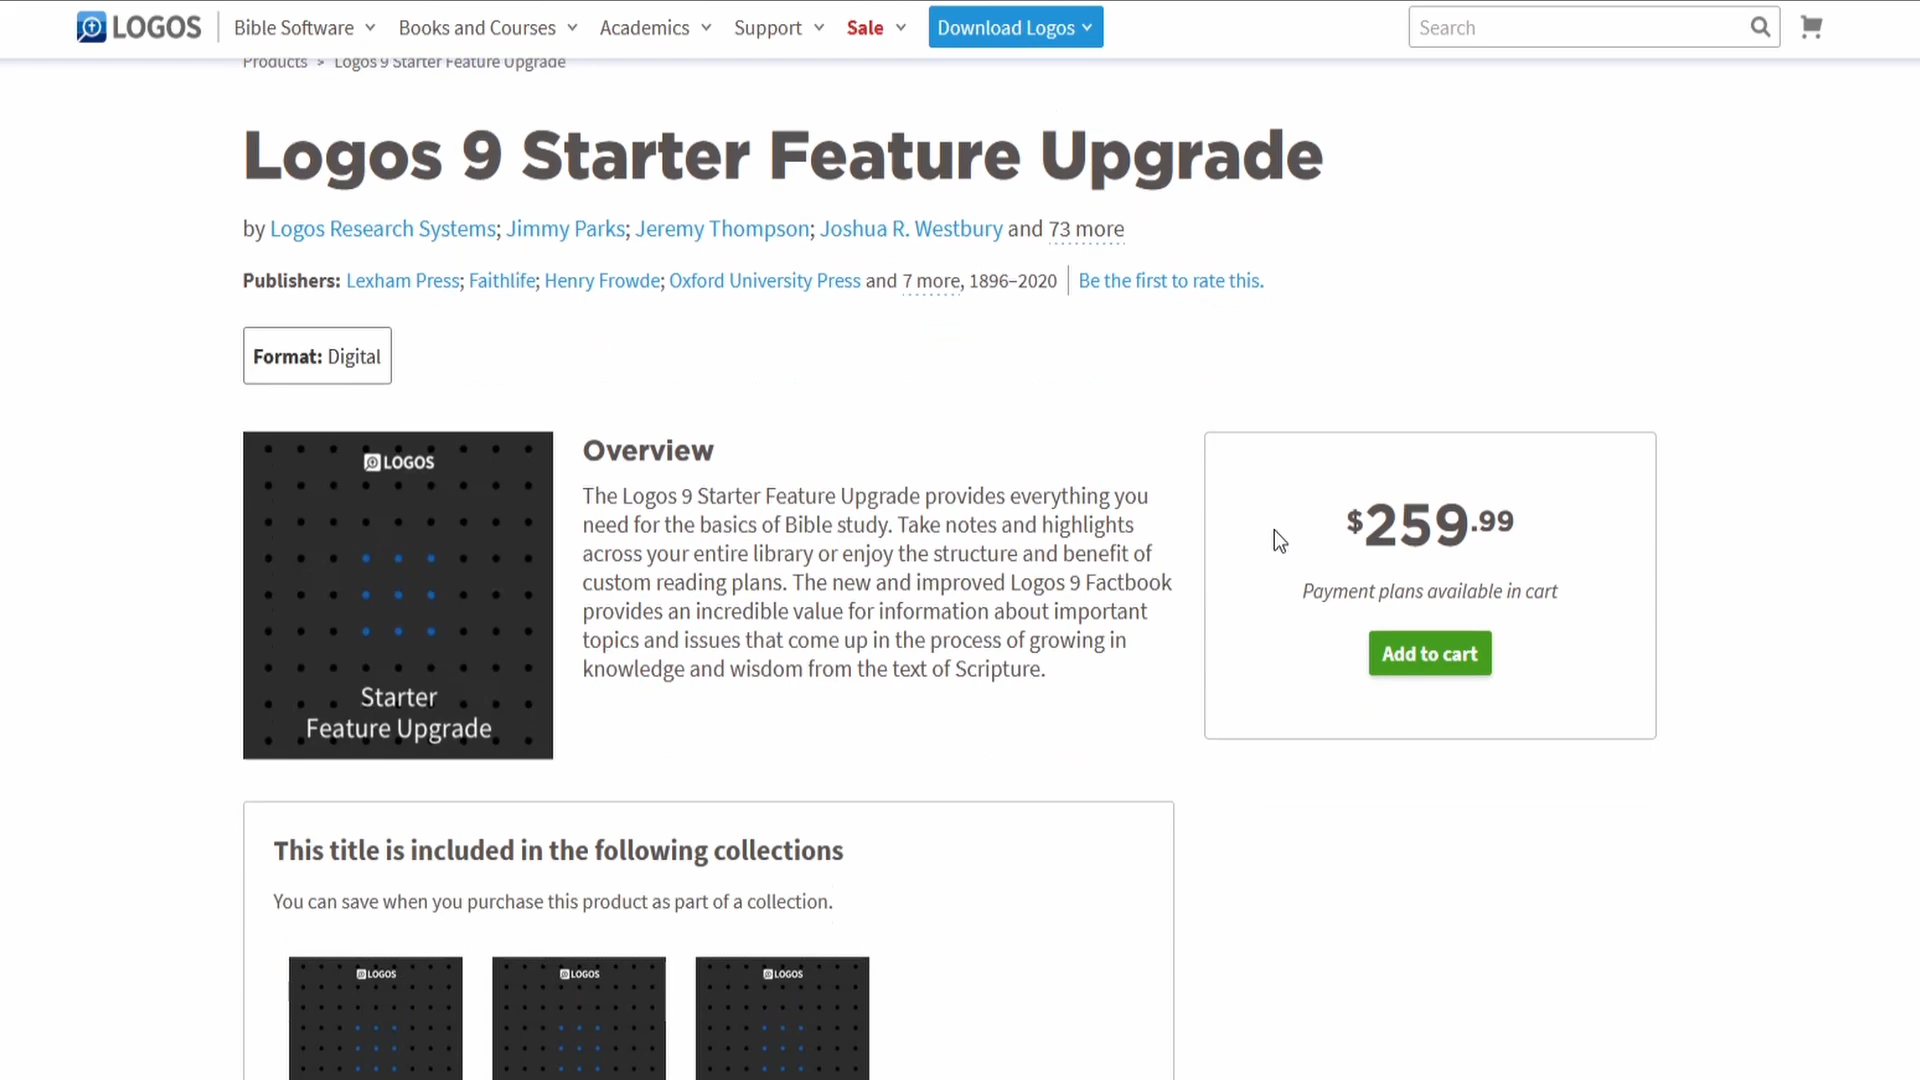 LOGOS
Bible Software
Books and Courses
Academics
Support
Sale
Download Logos
Search
Products > Logos 9 Starter Feature Upgrade
Logos 9 Starter Feature Upgrade
by Logos Research Systems; Jimmy Parks; Jeremy Thompson; Joshua R. Westbury and 73 more
Publishers: Lexham Press; Faithlife; Henry Frowde; Oxford University Press and 7 more, 1896–2020
Be the first to rate this.
Format: Digital
LOGOS
Starter
Feature Upgrade
Overview
The Logos 9 Starter Feature Upgrade provides everything you
need for the basics of Bible study. Take notes and highlights
across your entire library or enjoy the structure and benefit of
custom reading plans. The new and improved Logos 9 Factbook
provides an incredible value for information about important
topics and issues that come up in the process of growing in
knowledge and wisdom from the text of Scripture.
$259.99
Payment plans available in cart
Add to cart
This title is included in the following collections
You can save when you purchase this product as part of a collection.
LOGOS
LOGOS
LOGOS